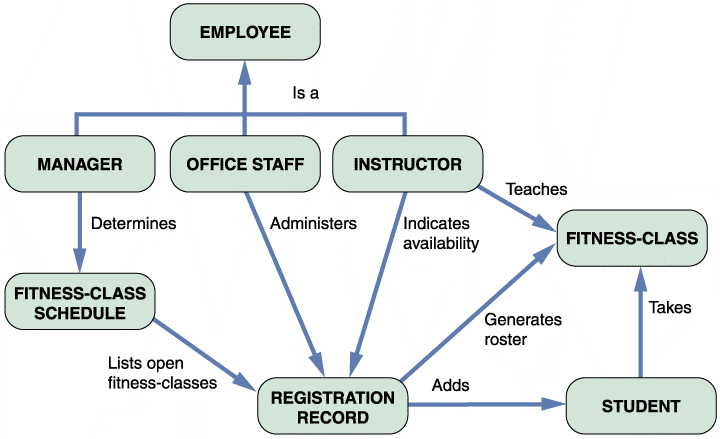 EMPLOYEE
Is a
MANAGER
OFFICE STAFF
INSTRUCTOR
Teaches
Determines
Administers
Indicates
availability
FITNESS-CLASS
FITNESS-CLASS
SCHEDULE
Generates
roster
Takes
Lists open
fitness-classes
REGISTRATION
RECORD
Adds
STUDENT